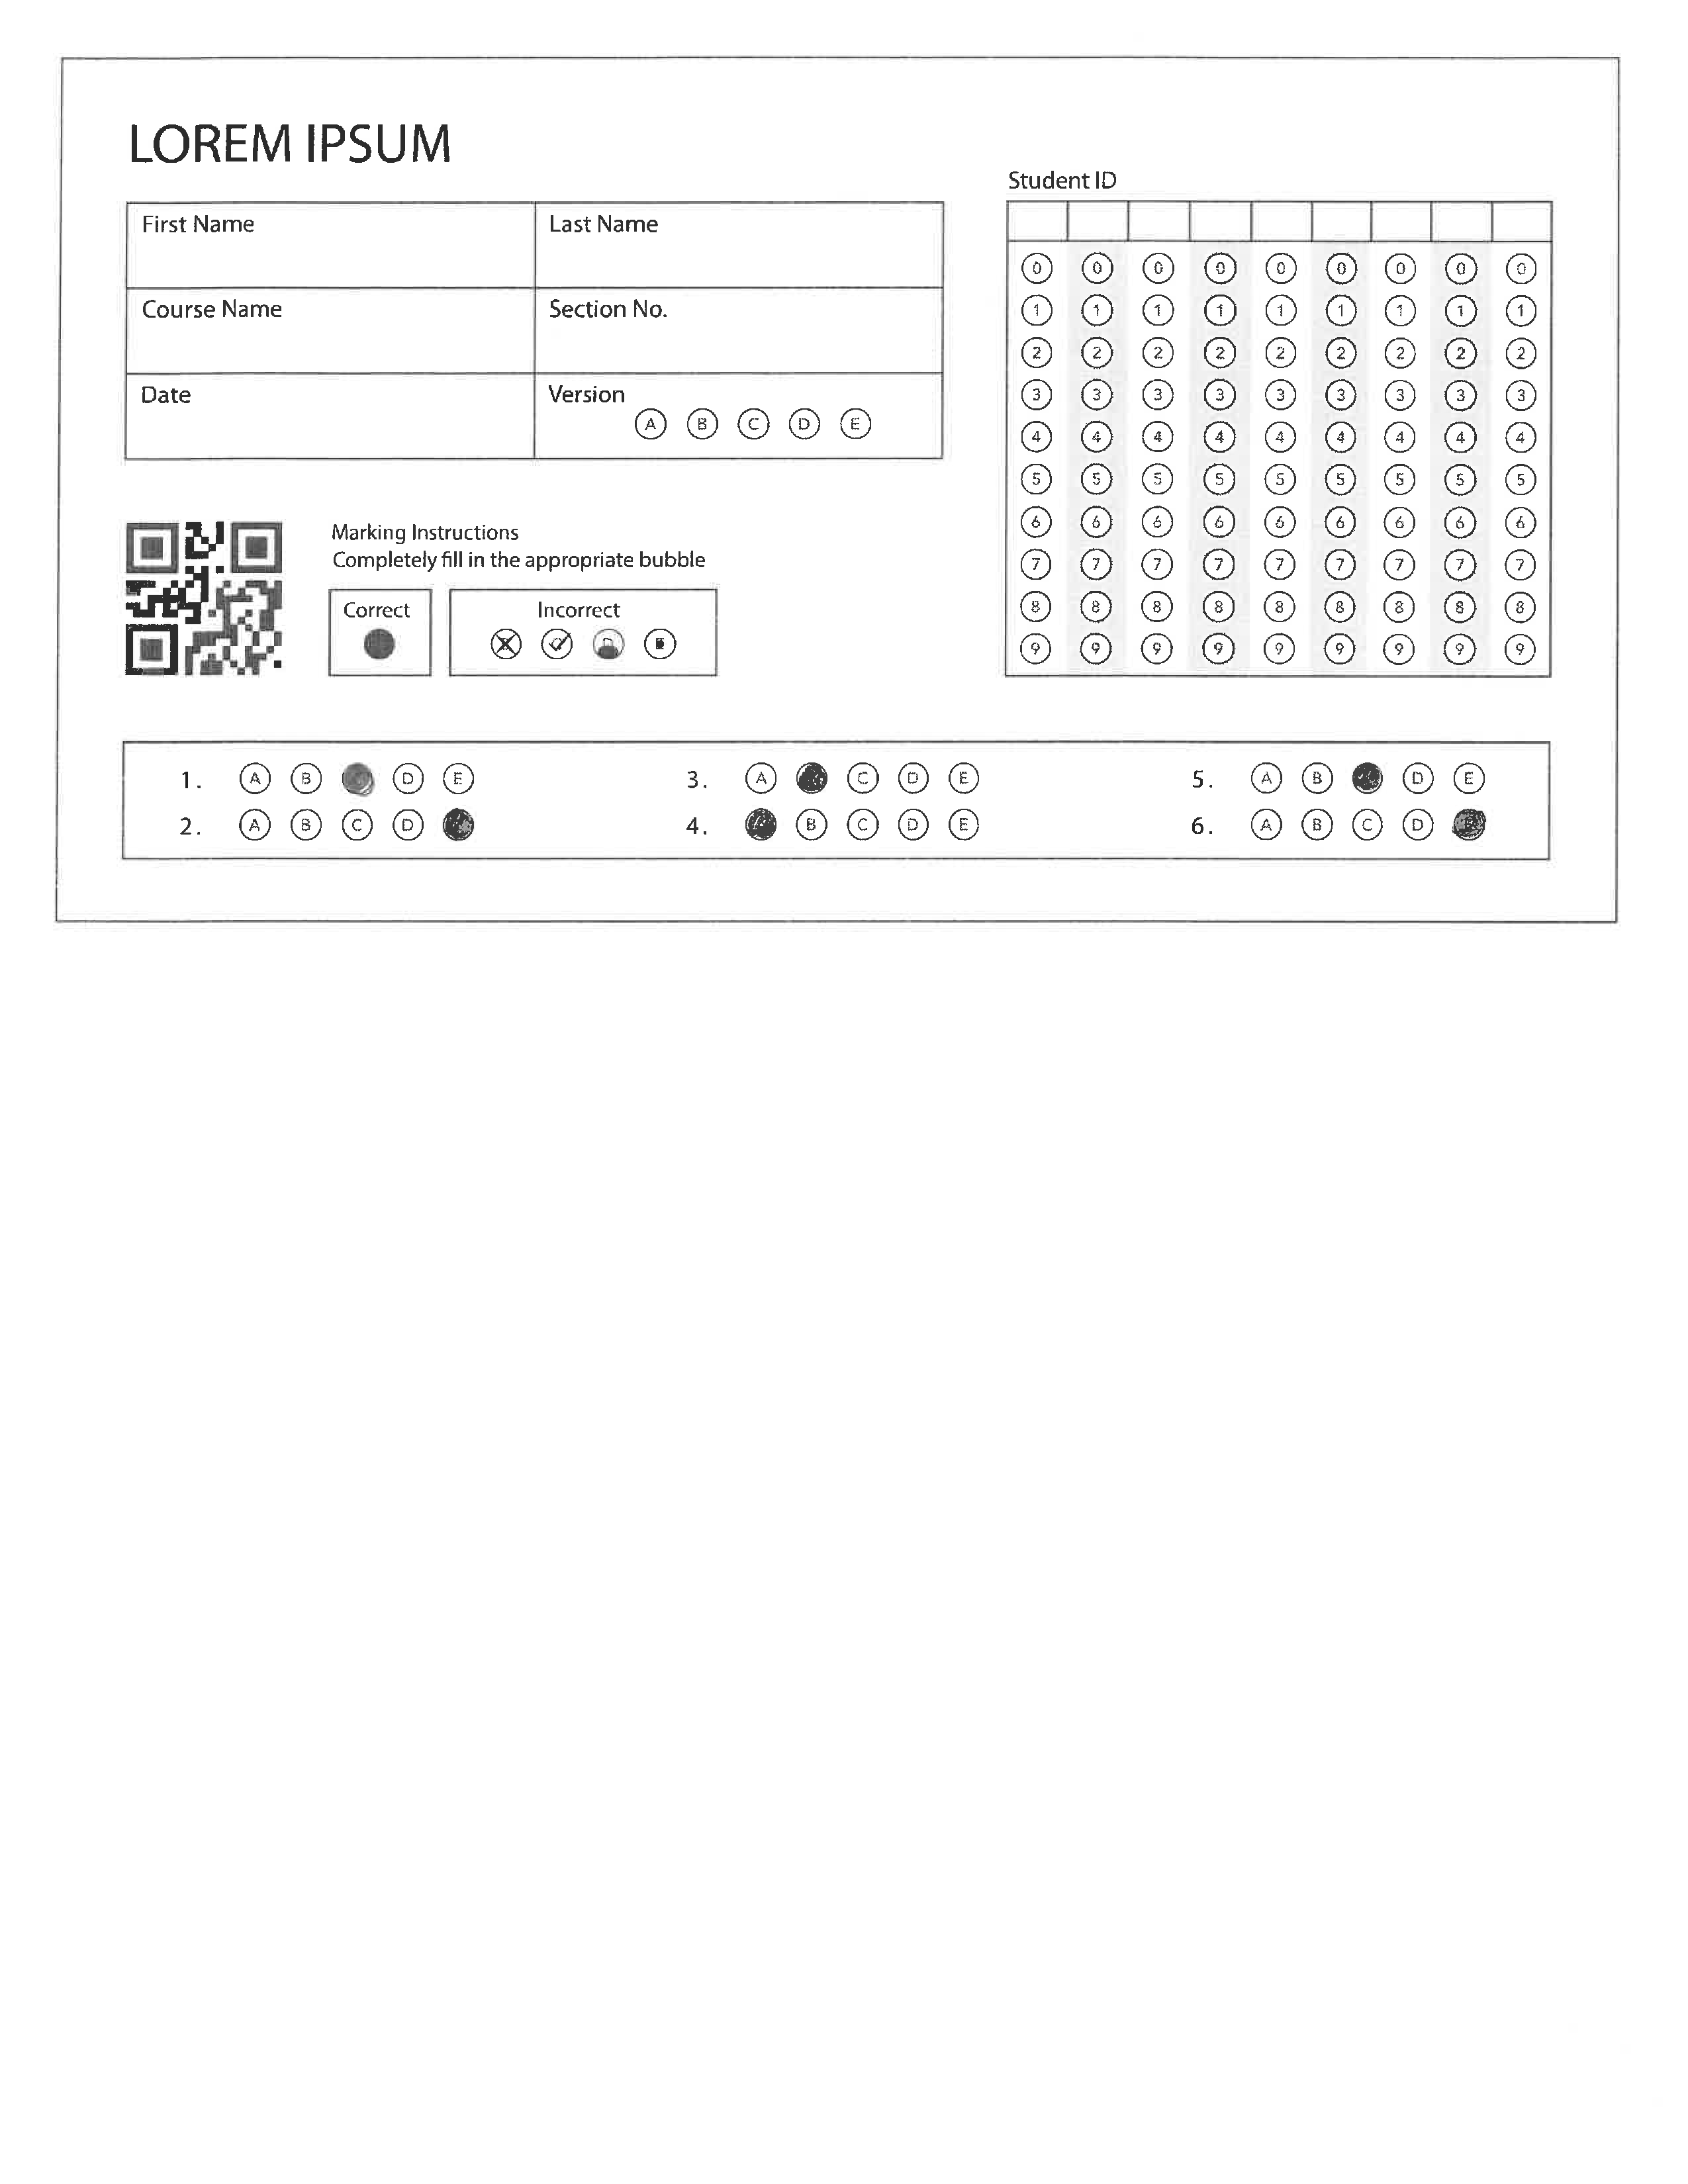 LOREM IPSUM
First Name
Last Name
Course Name
Section No.
Date
Version
A B C D E
Student ID
0 0 0 0 0 0 0 0 0
1 1 1 1 1 1 1 1 1
2 2 2 2 2 2 2 2 2
3 3 3 3 3 3 3 3 3
4 4 4 4 4 4 4 4 4
5 5 5 5 5 5 5 5 5
6 6 6 6 6 6 6 6 6
7 7 7 7 7 7 7 7 7
8 8 8 8 8 8 8 8 8
9 9 9 9 9 9 9 9 9
Marking Instructions
Completely fill in the appropriate bubble
Correct
Incorrect
1. A B D E
2. A B C D
3. A C D E
4. B C D E
5. A B D E
6. A B C D